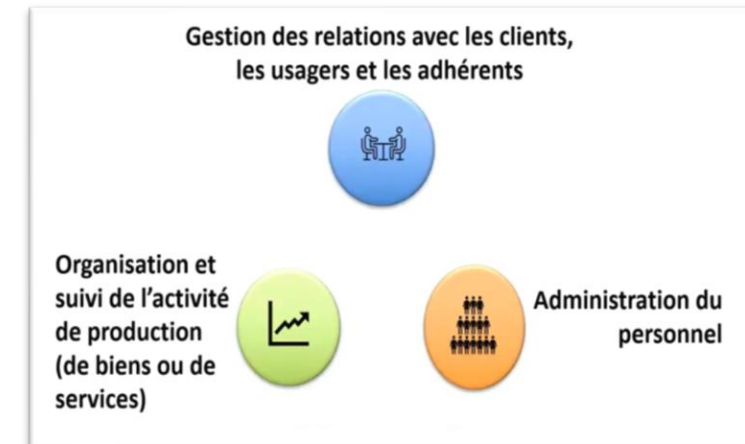 Gestion des relations avec les clients,
les usagers et les adhérents
Organisation et
suivi de l’activité
de production
(de biens ou de
services)
Administration du
personnel